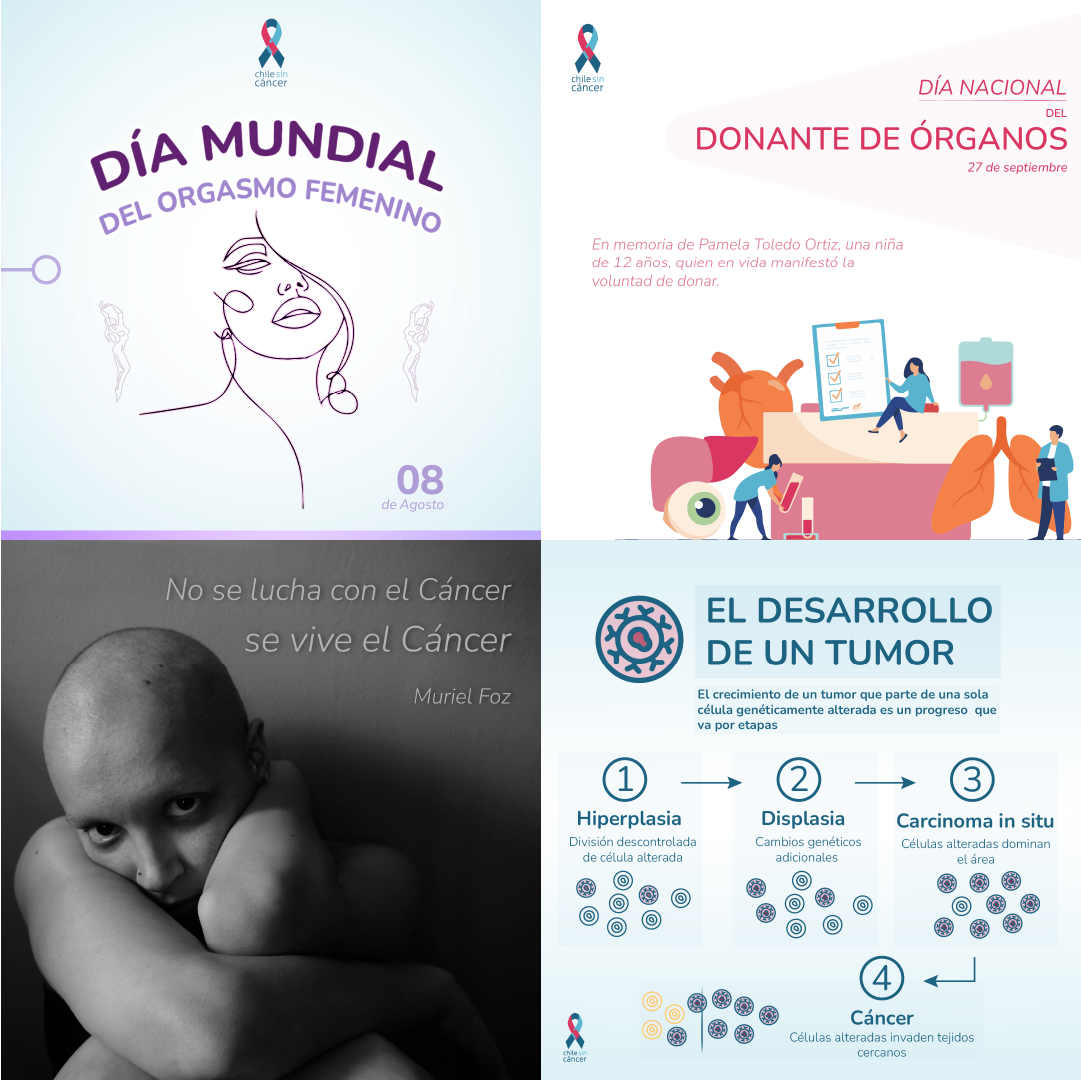 chile sin
cáncer
DÍA MUNDIAL
DEL ORGASMO FEMENINO
08
de Agosto
chile sin
cáncer
DÍA NACIONAL
DEL
DONANTE DE ÓRGANOS
27 de septiembre
En memoria de Pamela Toledo Ortiz, una niña
de 12 años, quien en vida manifestó la
voluntad de donar.
No se lucha con el Cáncer
se vive el Cáncer
Muriel Foz
EL DESARROLLO
DE UN TUMOR
El crecimiento de un tumor que parte de una sola
célula genéticamente alterada es un progreso que
va por etapas
1
Hiperplasia
División descontrolada
de célula alterada
2
Displasia
Cambios genéticos
adicionales
3
Carcinoma in situ
Células alteradas dominan
el área
4
Cáncer
Células alteradas invaden tejidos
cercanos
chile sin
cáncer